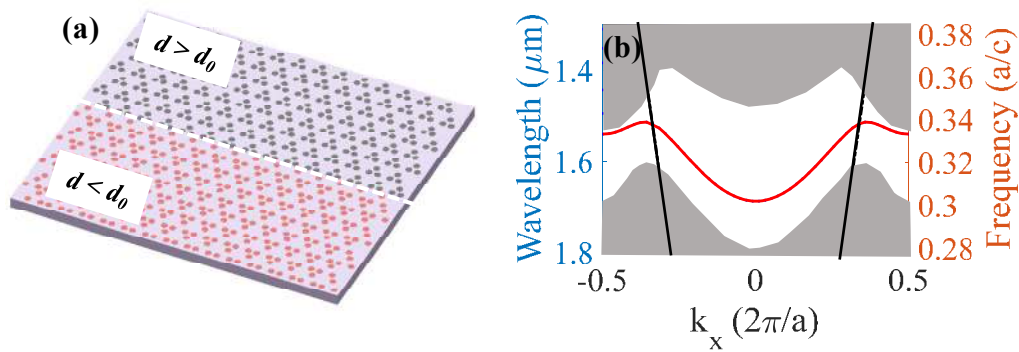 (a)
d > d0
d < d0
(b)
Wavelength (μm)
1.4
1.6
1.8
-0.5
0
0.5
kx (2π/a)
0.38
0.36
0.34
0.32
0.3
0.28
Frequency (a/c)